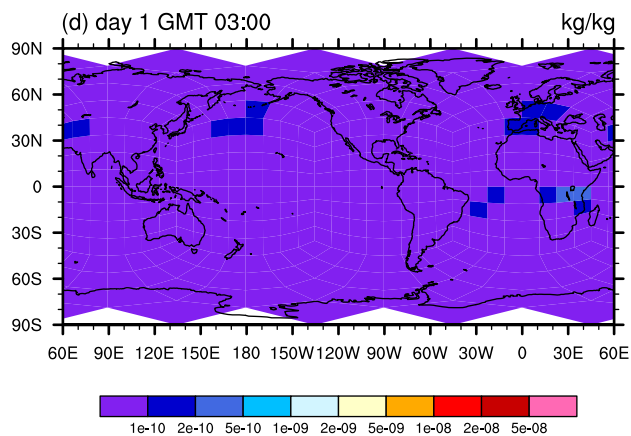 (d) day 1 GMT 03:00 kg/kg
90N
60N
30N
0
30S
60S
90S
60E 90E 120E 150E 180 150W 120W 90W 60W 30W 0 30E 60E
1e-10 2e-10 5e-10 1e-09 2e-09 5e-09 1e-08 2e-08 5e-08